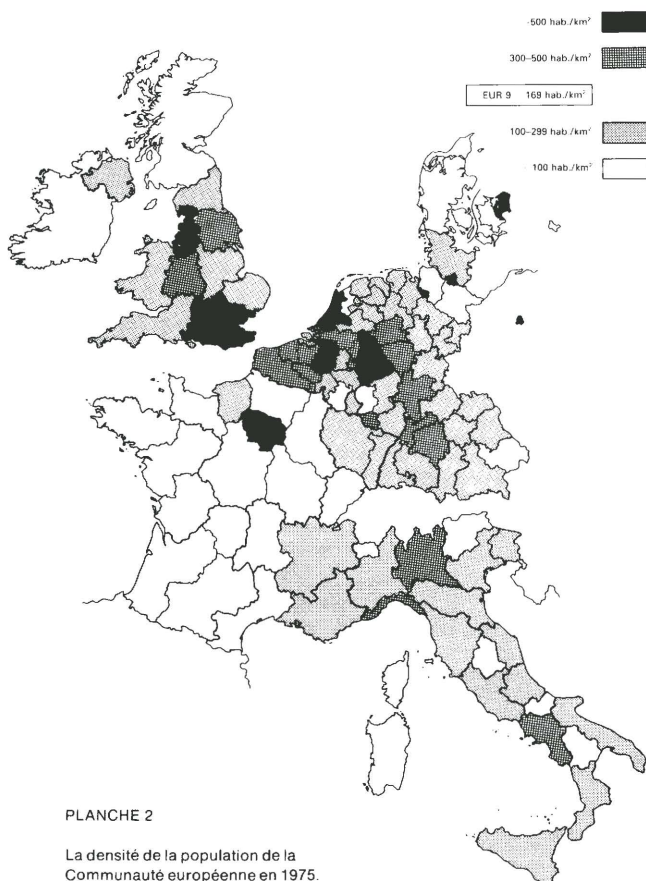 -500 hab./km²
300–500 hab./km²
EUR 9 169 hab./km²
100–299 hab./km²
100 hab./km²
PLANCHE 2
La densité de la population de la
Communauté européenne en 1975.